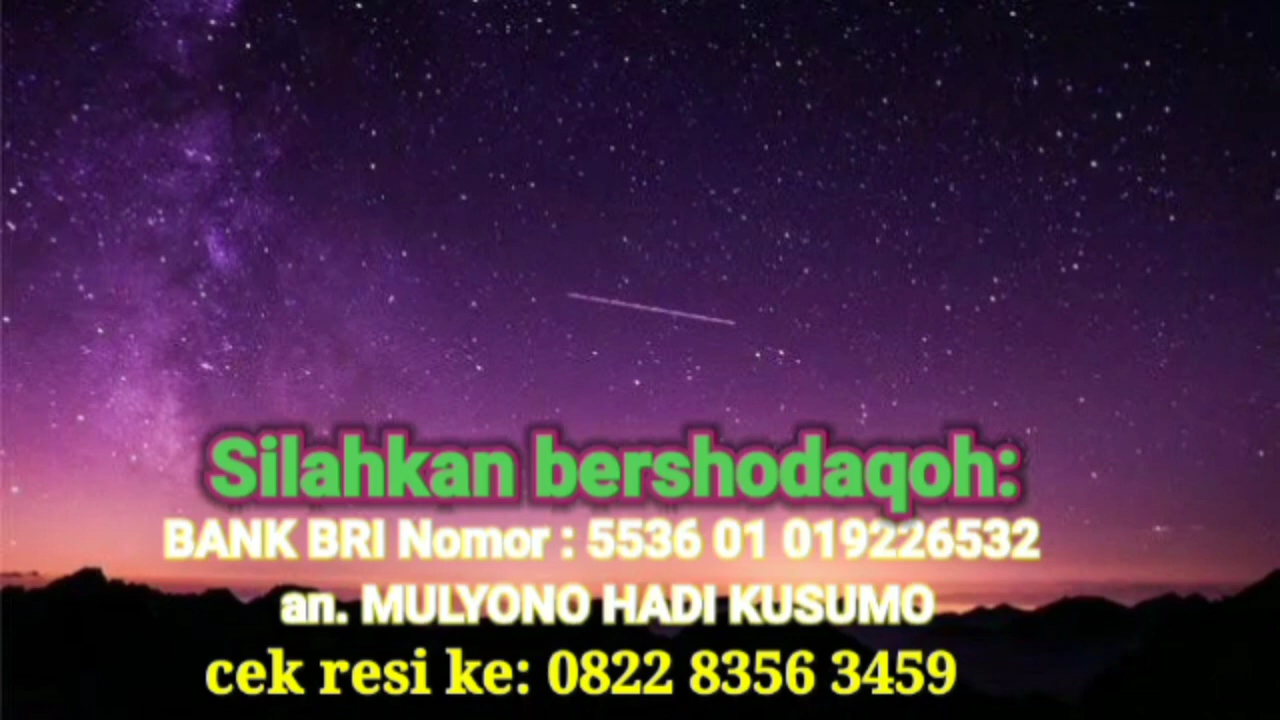 Silahkan bershodaqoh:
BANK BRI Nomor : 5536 01 019226532
an. MULYONO HADI KUSUMO
cek resi ke: 0822 8356 3459